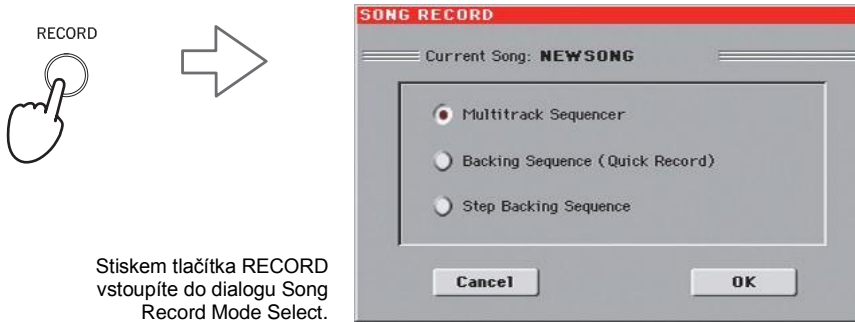 RECORD
SONG RECORD
Current Song: NEWSONG
Multitrack Sequencer
Backing Sequence (Quick Record)
Step Backing Sequence
Cancel
OK
Stiskem tlačítka RECORD
vstoupíte do dialogu Song
Record Mode Select.